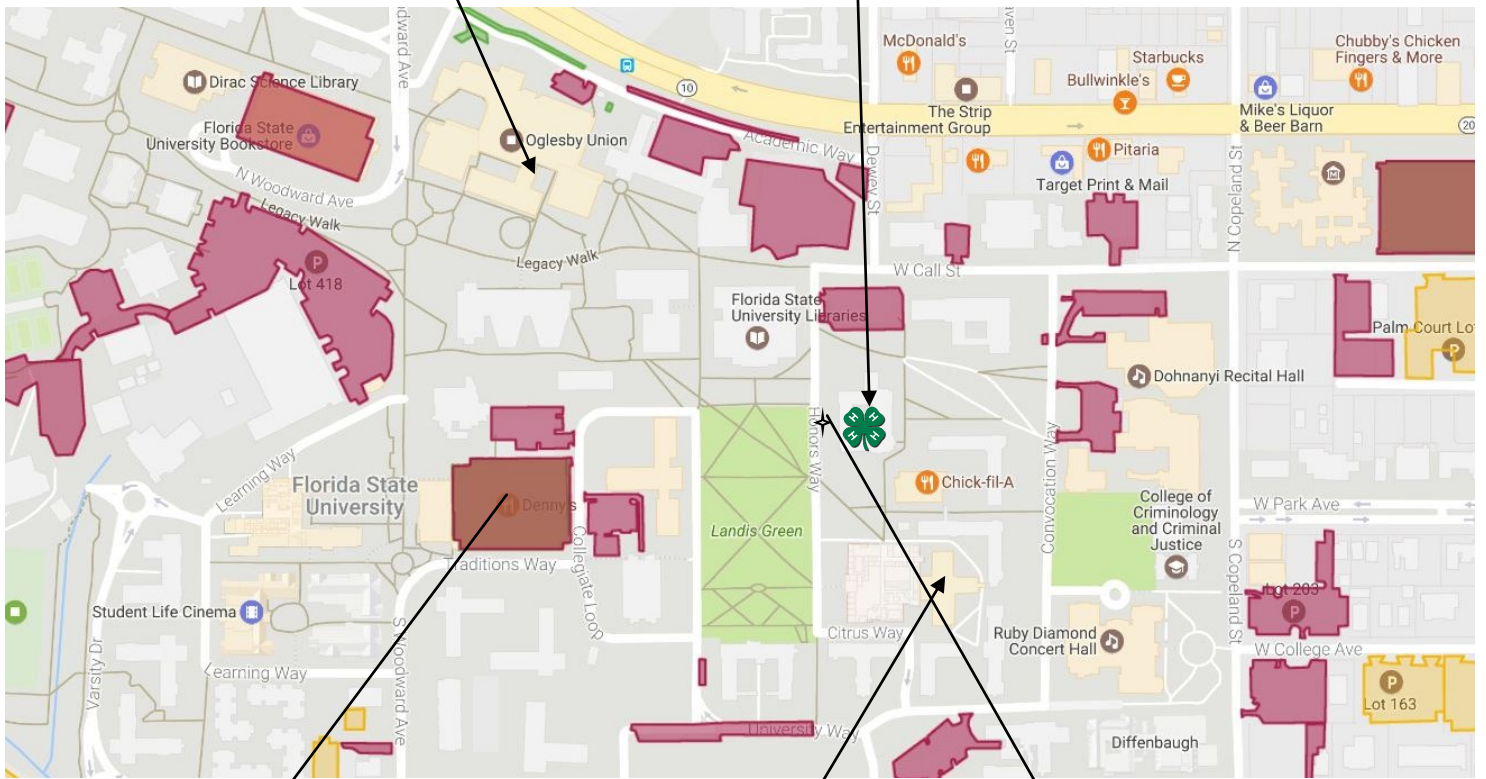 McDonald's
Starbucks
Bullwinkle's
Chubby's Chicken
Fingers & More
Dirac Science Library
10
The Strip
Entertainment Group
Mike's Liquor
& Beer Barn
20
Florida State
University Bookstore
Oglesby Union
Academic Way
Dewey St
Pitaria
Target Print & Mail
N Copeland St
N Woodward Ave
Legacy Walk
P
Lot 418
Legacy Walk
W Call St
Florida State
University Libraries
Palm Court Lo
P
Dohnanyi Recital Hall
Honors Way
H
H
H
H
Convocation Way
Learning Way
Florida State
University
Denny's
Chick-fil-A
College of
Criminology
and Criminal
Justice
W Park Ave
Landis Green
Traditions Way
Collegiate Loop
S Copeland St
Lot 203
P
Student Life Cinema
Citrus Way
Ruby Diamond
Concert Hall
W College Ave
Varsity Dr
Learning Way
S Woodward Ave
P
Lot 163
University Way
Diffenbaugh